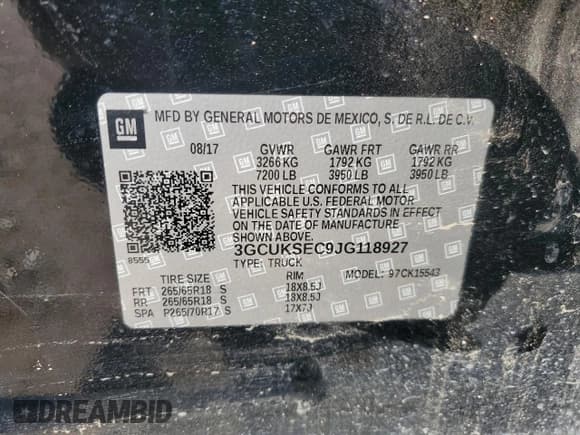 GM
MFD BY GENERAL MOTORS DE MEXICO, S. DE R.L. DE C.V.
08/17 GVWR GAWR FRT GAWR RR
3266 KG 1792 KG 1792 KG
7200 LB 3950 LB 3950 LB
THIS VEHICLE CONFORMS TO ALL
APPLICABLE U.S. FEDERAL MOTOR
VEHICLE SAFETY STANDARDS IN EFFECT
ON THE DATE OF MANUFACTURE
SHOWN ABOVE.
8555 3GCUKSEC9JG118927
TYPE: TRUCK MODEL: 97CK15543
TIRE SIZE RIM
FRT 265/65R18 S 18X8.5J
RR 265/65R18 S 18X8.5J
SPA P265/70R17 S 17X7J
DREAMBID